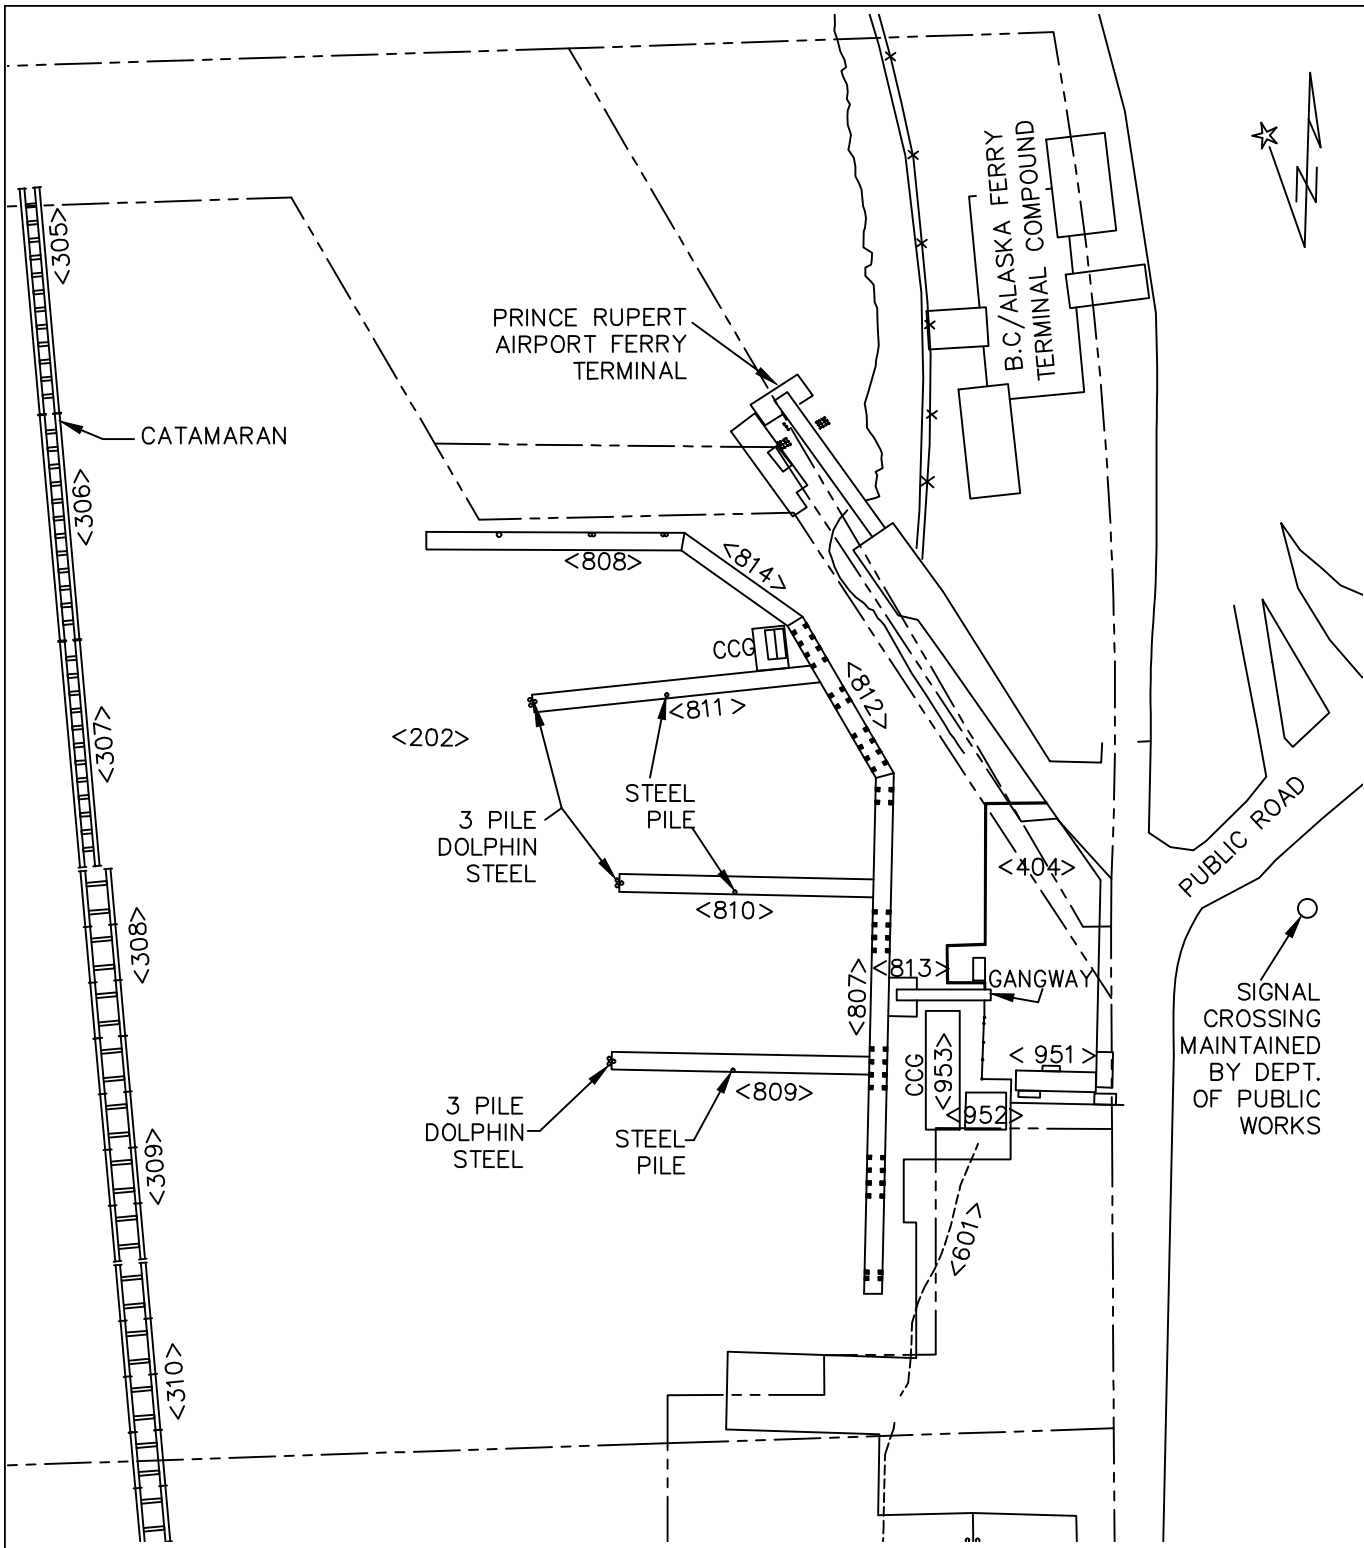 B.C/ALASKA FERRY
TERMINAL COMPOUND
<305>
PRINCE RUPERT
AIRPORT FERRY
TERMINAL
CATAMARAN
<306>
<808>
<814>
CCG
<812>
<811 >
<202>
<307>
STEEL
PILE
3 PILE
DOLPHIN
STEEL
PUBLIC ROAD
<404>
<810>
<308>
<813>
<807>
GANGWAY
SIGNAL
CROSSING
MAINTAINED
BY DEPT.
OF PUBLIC
WORKS
CCG
<953>
< 951 >
<952>
<809>
3 PILE
DOLPHIN
STEEL
STEEL
PILE
<309>
<601>
<310>